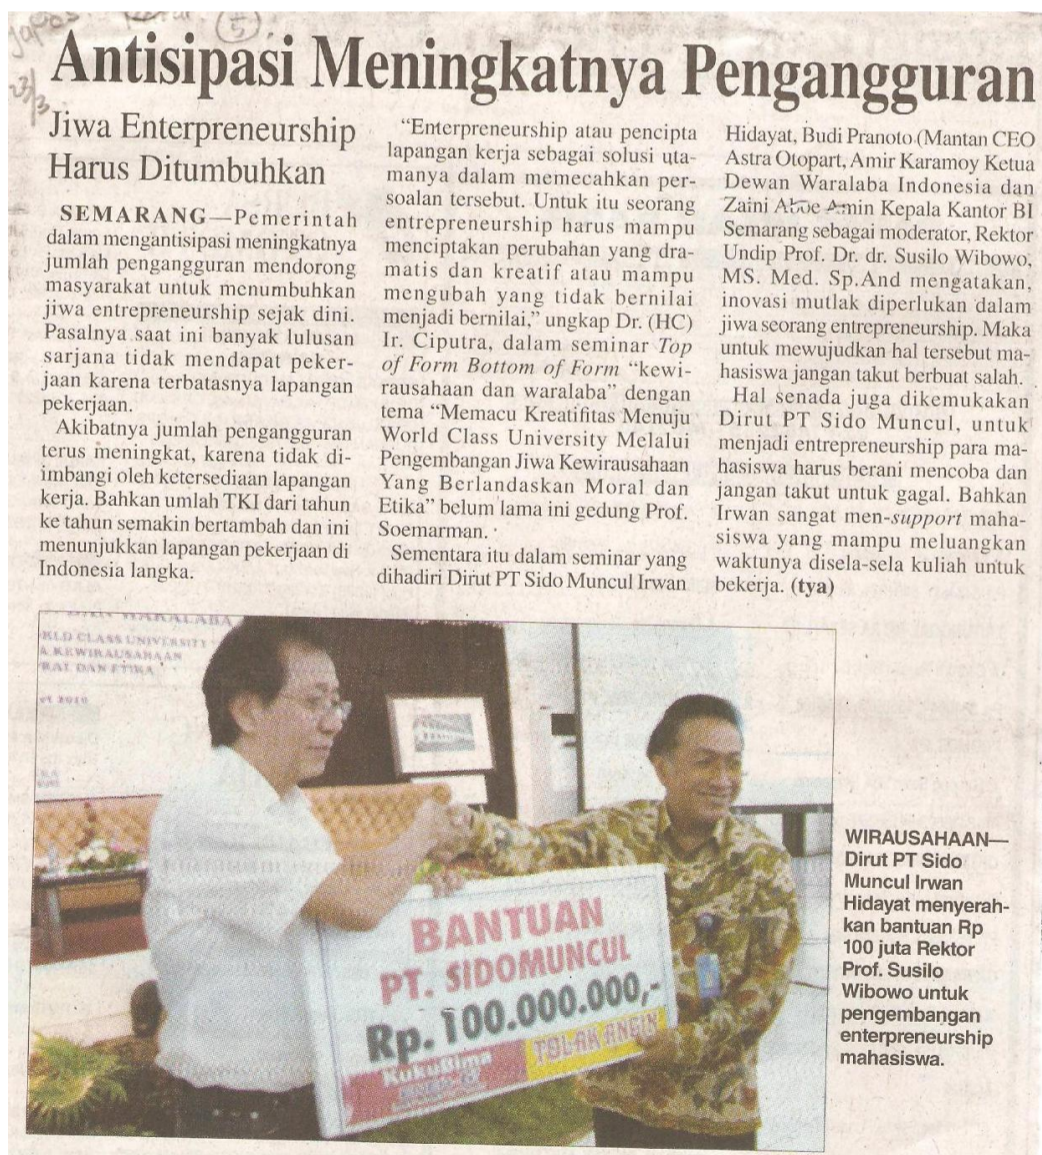 Antisipasi Meningkatnya Pengangguran
Jiwa Enterpreneurship
Harus Ditumbuhkan
SEMARANG—Pemerintah
dalam mengantisipasi meningkatnya
jumlah pengangguran mendorong
masyarakat untuk menumbuhkan
jiwa entrepreneurship sejak dini.
Pasalnya saat ini banyak lulusan
sarjana tidak mendapat peker-
jaan karena terbatasnya lapangan
pekerjaan.
Akibatnya jumlah pengangguran
terus meningkat, karena tidak di-
imbangi oleh ketersediaan lapangan
kerja. Bahkan umlah TKI dari tahun
ke tahun semakin bertambah dan ini
menunjukkan lapangan pekerjaan di
Indonesia langka.
“Enterpreneurship atau pencipta
lapangan kerja sebagai solusi uta-
manya dalam memecahkan per-
soalan tersebut. Untuk itu seorang
entrepreneurship harus mampu
menciptakan perubahan yang dra-
matis dan kreatif atau mampu
mengubah yang tidak bernilai
menjadi bernilai,” ungkap Dr. (HC)
Ir. Ciputra, dalam seminar Top
of Form Bottom of Form “kewi-
rausahaan dan waralaba” dengan
tema “Memacu Kreatifitas Menuju
World Class University Melalui
Pengembangan Jiwa Kewirausahaan
Yang Berlandaskan Moral dan
Etika” belum lama ini gedung Prof.
Soemarman.
Sementara itu dalam seminar yang
dihadiri Dirut PT Sido Muncul Irwan
Hidayat, Budi Pranoto (Mantan CEO
Astra Otopart, Amir Karamoy Ketua
Dewan Waralaba Indonesia dan
Zaini Aboe Amin Kepala Kantor BI
Semarang sebagai moderator, Rektor
Undip Prof. Dr. dr. Susilo Wibowo,
MS. Med. Sp.And mengatakan,
inovasi mutlak diperlukan dalam
jiwa seorang entrepreneurship. Maka
untuk mewujudkan hal tersebut ma-
hasiswa jangan takut berbuat salah.
Hal senada juga dikemukakan
Dirut PT Sido Muncul, untuk
menjadi entrepreneurship para ma-
hasiswa harus berani mencoba dan
jangan takut untuk gagal. Bahkan
Irwan sangat men-support maha-
siswa yang mampu meluangkan
waktunya disela-sela kuliah untuk
bekerja. (tya)
WARALABA
RLD CLASS UNIVERSITY
A KEWIRAUSAHAAN
RAL DAN ETIKA
et 2010
BANTUAN
PT. SIDOMUNCUL
Rp. 100.000.000,-
KukuBima
TOLAK ANGIN
WIRAUSAHAAN—
Dirut PT Sido
Muncul Irwan
Hidayat menyerah-
kan bantuan Rp
100 juta Rektor
Prof. Susilo
Wibowo untuk
pengembangan
enterpreneurship
mahasiswa.